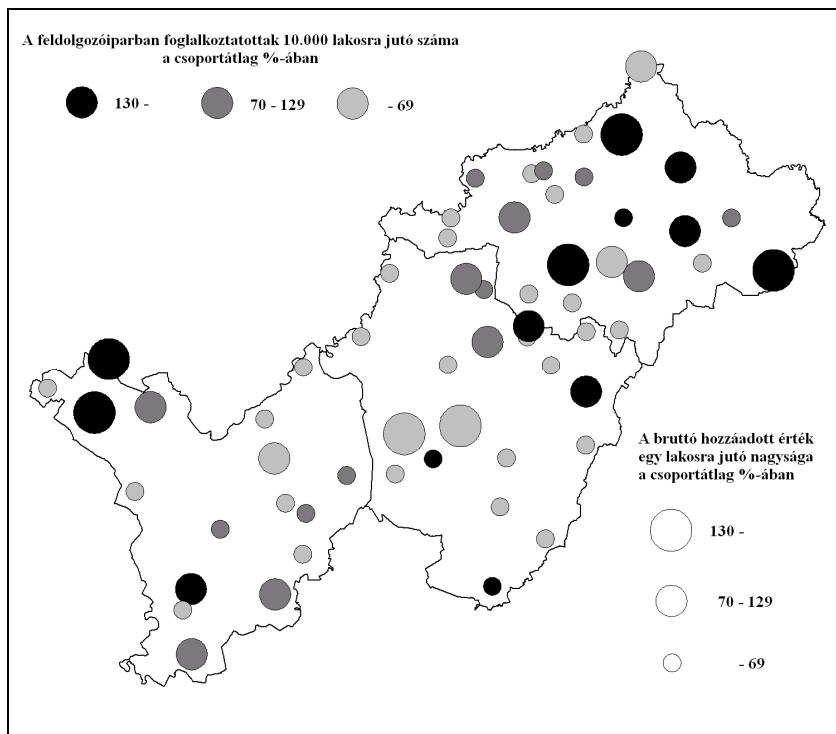 A feldolgozóiparban foglalkoztatottak 10.000 lakosra jutó száma
a csoportátlag %-ában
130 -
70 - 129
- 69
A bruttó hozzáadott érték
egy lakosra jutó nagysága
a csoportátlag %-ában
130 -
70 - 129
- 69